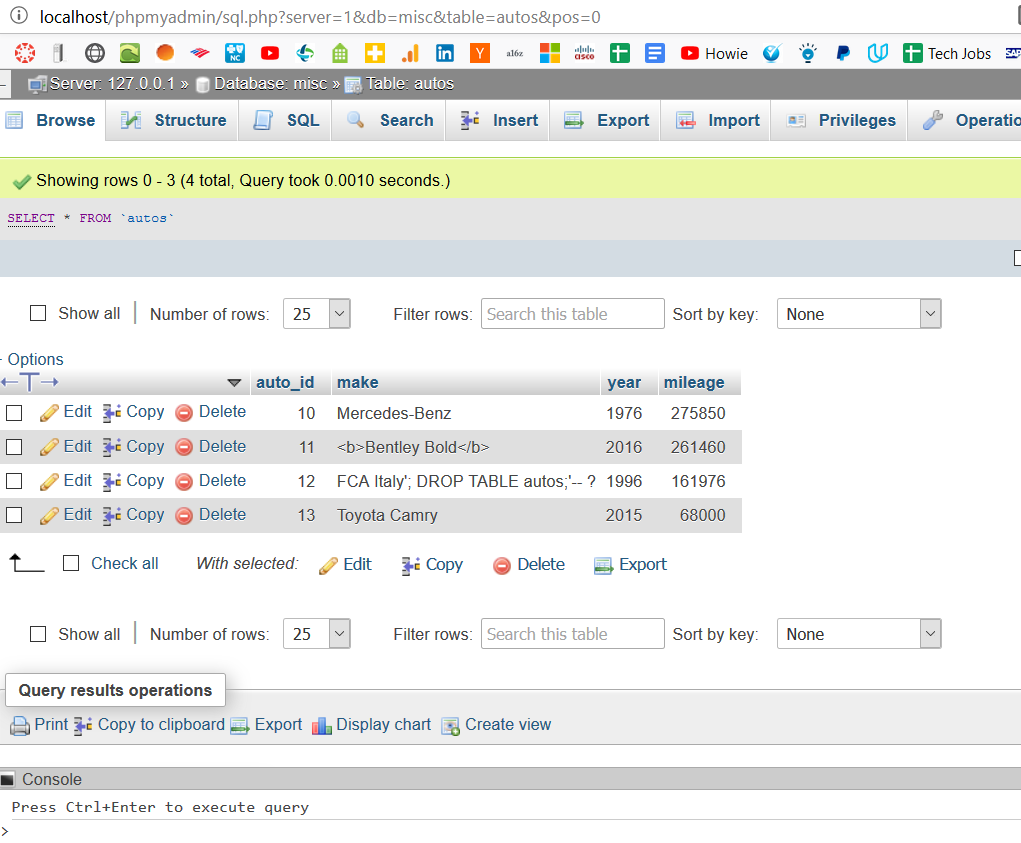 localhost/phpmyadmin/sql.php?server=1&db=misc&table=autos&pos=0
NC Y a16z cisco Howie Tech Jobs SAP
Server: 127.0.0.1 » Database: misc » Table: autos
Browse Structure SQL Search Insert Export Import Privileges Operatio
Showing rows 0 - 3 (4 total, Query took 0.0010 seconds.)
SELECT * FROM `autos`
Show all Number of rows: 25 Filter rows: Search this table Sort by key: None
Options
auto_id make year mileage
Edit Copy Delete 10 Mercedes-Benz 1976 275850
Edit Copy Delete 11 <b>Bentley Bold</b> 2016 261460
Edit Copy Delete 12 FCA Italy'; DROP TABLE autos;'-- ? 1996 161976
Edit Copy Delete 13 Toyota Camry 2015 68000
Check all With selected: Edit Copy Delete Export
Show all Number of rows: 25 Filter rows: Search this table Sort by key: None
Query results operations
Print Copy to clipboard Export Display chart Create view
Console
Press Ctrl+Enter to execute query
>